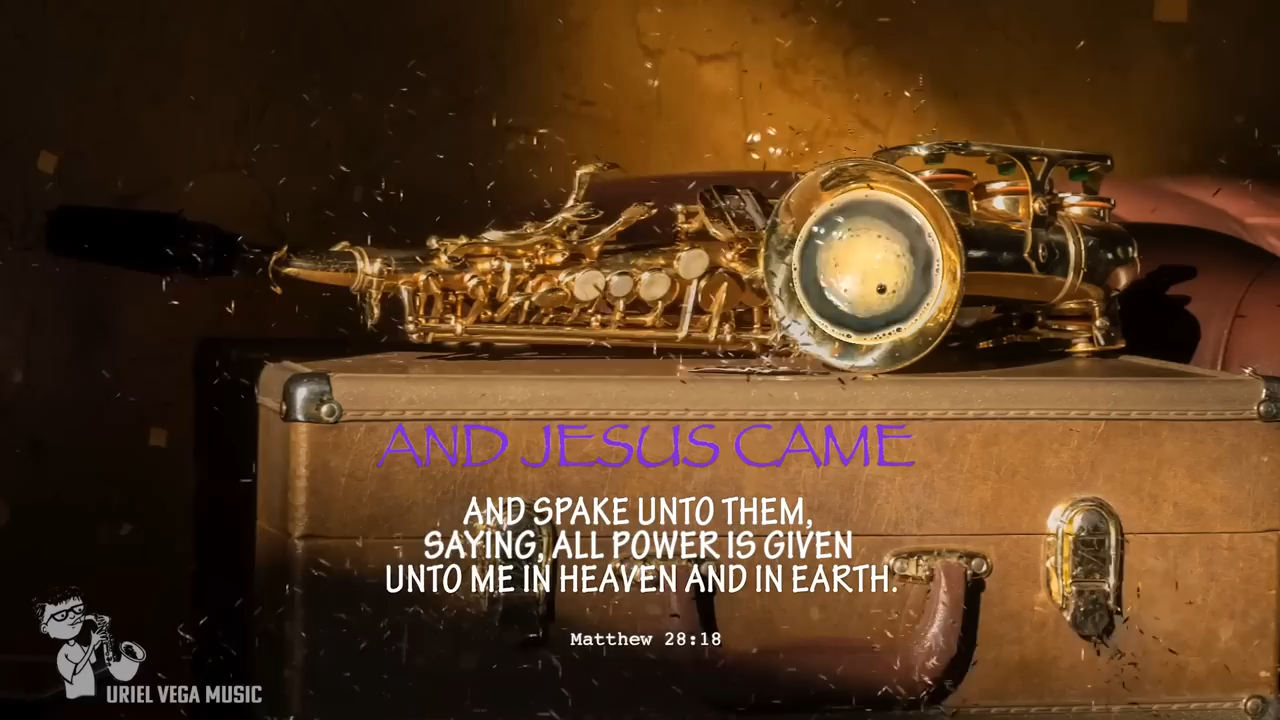 AND JESUS CAME
AND SPAKE UNTO THEM,
SAYING, ALL POWER IS GIVEN
UNTO ME IN HEAVEN AND IN EARTH.
Matthew 28:18
URIEL VEGA MUSIC